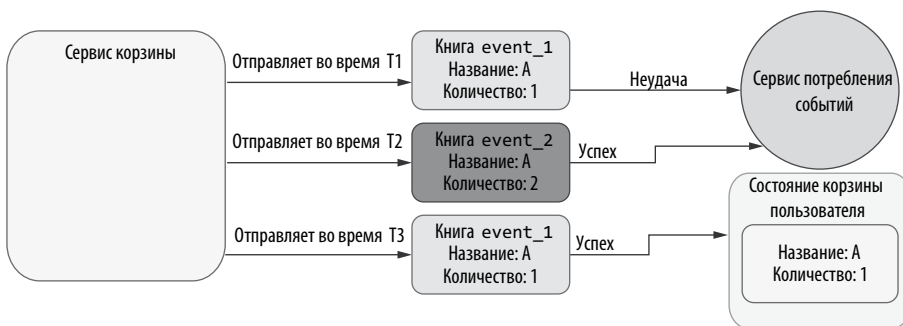 Сервис корзины
Отправляет во время T1
Книга event_1
Название: A
Количество: 1
Неудача
Сервис потребления
событий
Отправляет во время T2
Книга event_2
Название: A
Количество: 2
Успех
Состояние корзины
пользователя
Название: A
Количество: 1
Отправляет во время T3
Книга event_1
Название: A
Количество: 1
Успех